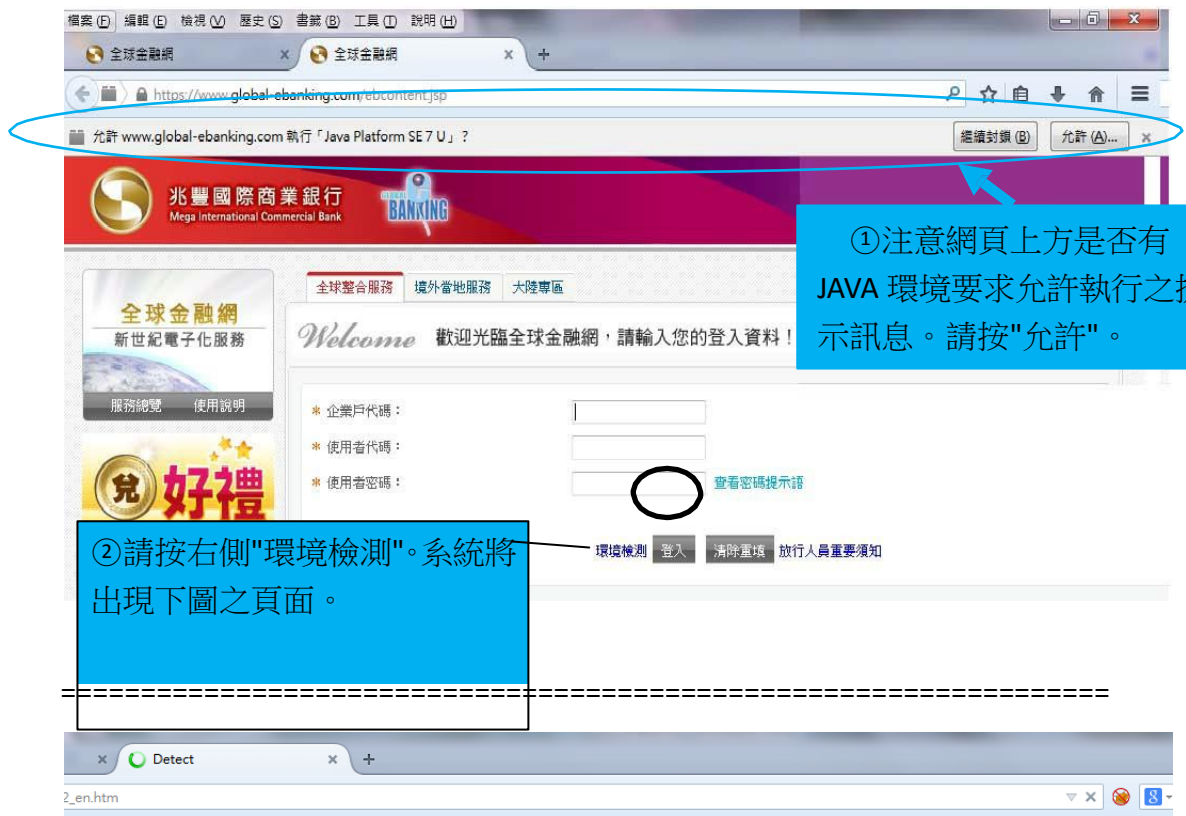 檔案(F) 編輯(E) 檢視(V) 歷史(S) 書籤(B) 工具(T) 說明(H)
全球金融網 × 全球金融網 × +
https://www.global-ebanking.com/ebcontent.jsp
允許 www.global-ebanking.com 執行「Java Platform SE 7 U」? 繼續封鎖(B) 允許(A)... ×
兆豐國際商業銀行
Mega International Commercial Bank
GLOBAL
BANKING
①注意網頁上方是否有
JAVA 環境要求允許執行之提
示訊息。請按"允許"。
全球整合服務 境外當地服務 大陸專區
全球金融網
新世紀電子化服務
服務總覽 使用說明
Welcome 歡迎光臨全球金融網,請輸入您的登入資料!
* 企業戶代碼:
* 使用者代碼:
* 使用者密碼: 查看密碼提示語
兌 好禮
環境檢測 登入 清除重填 放行人員重要須知
②請按右側"環境檢測"。系統將
出現下圖之頁面。
==================================================================
× Detect × +
2_en.htm
8